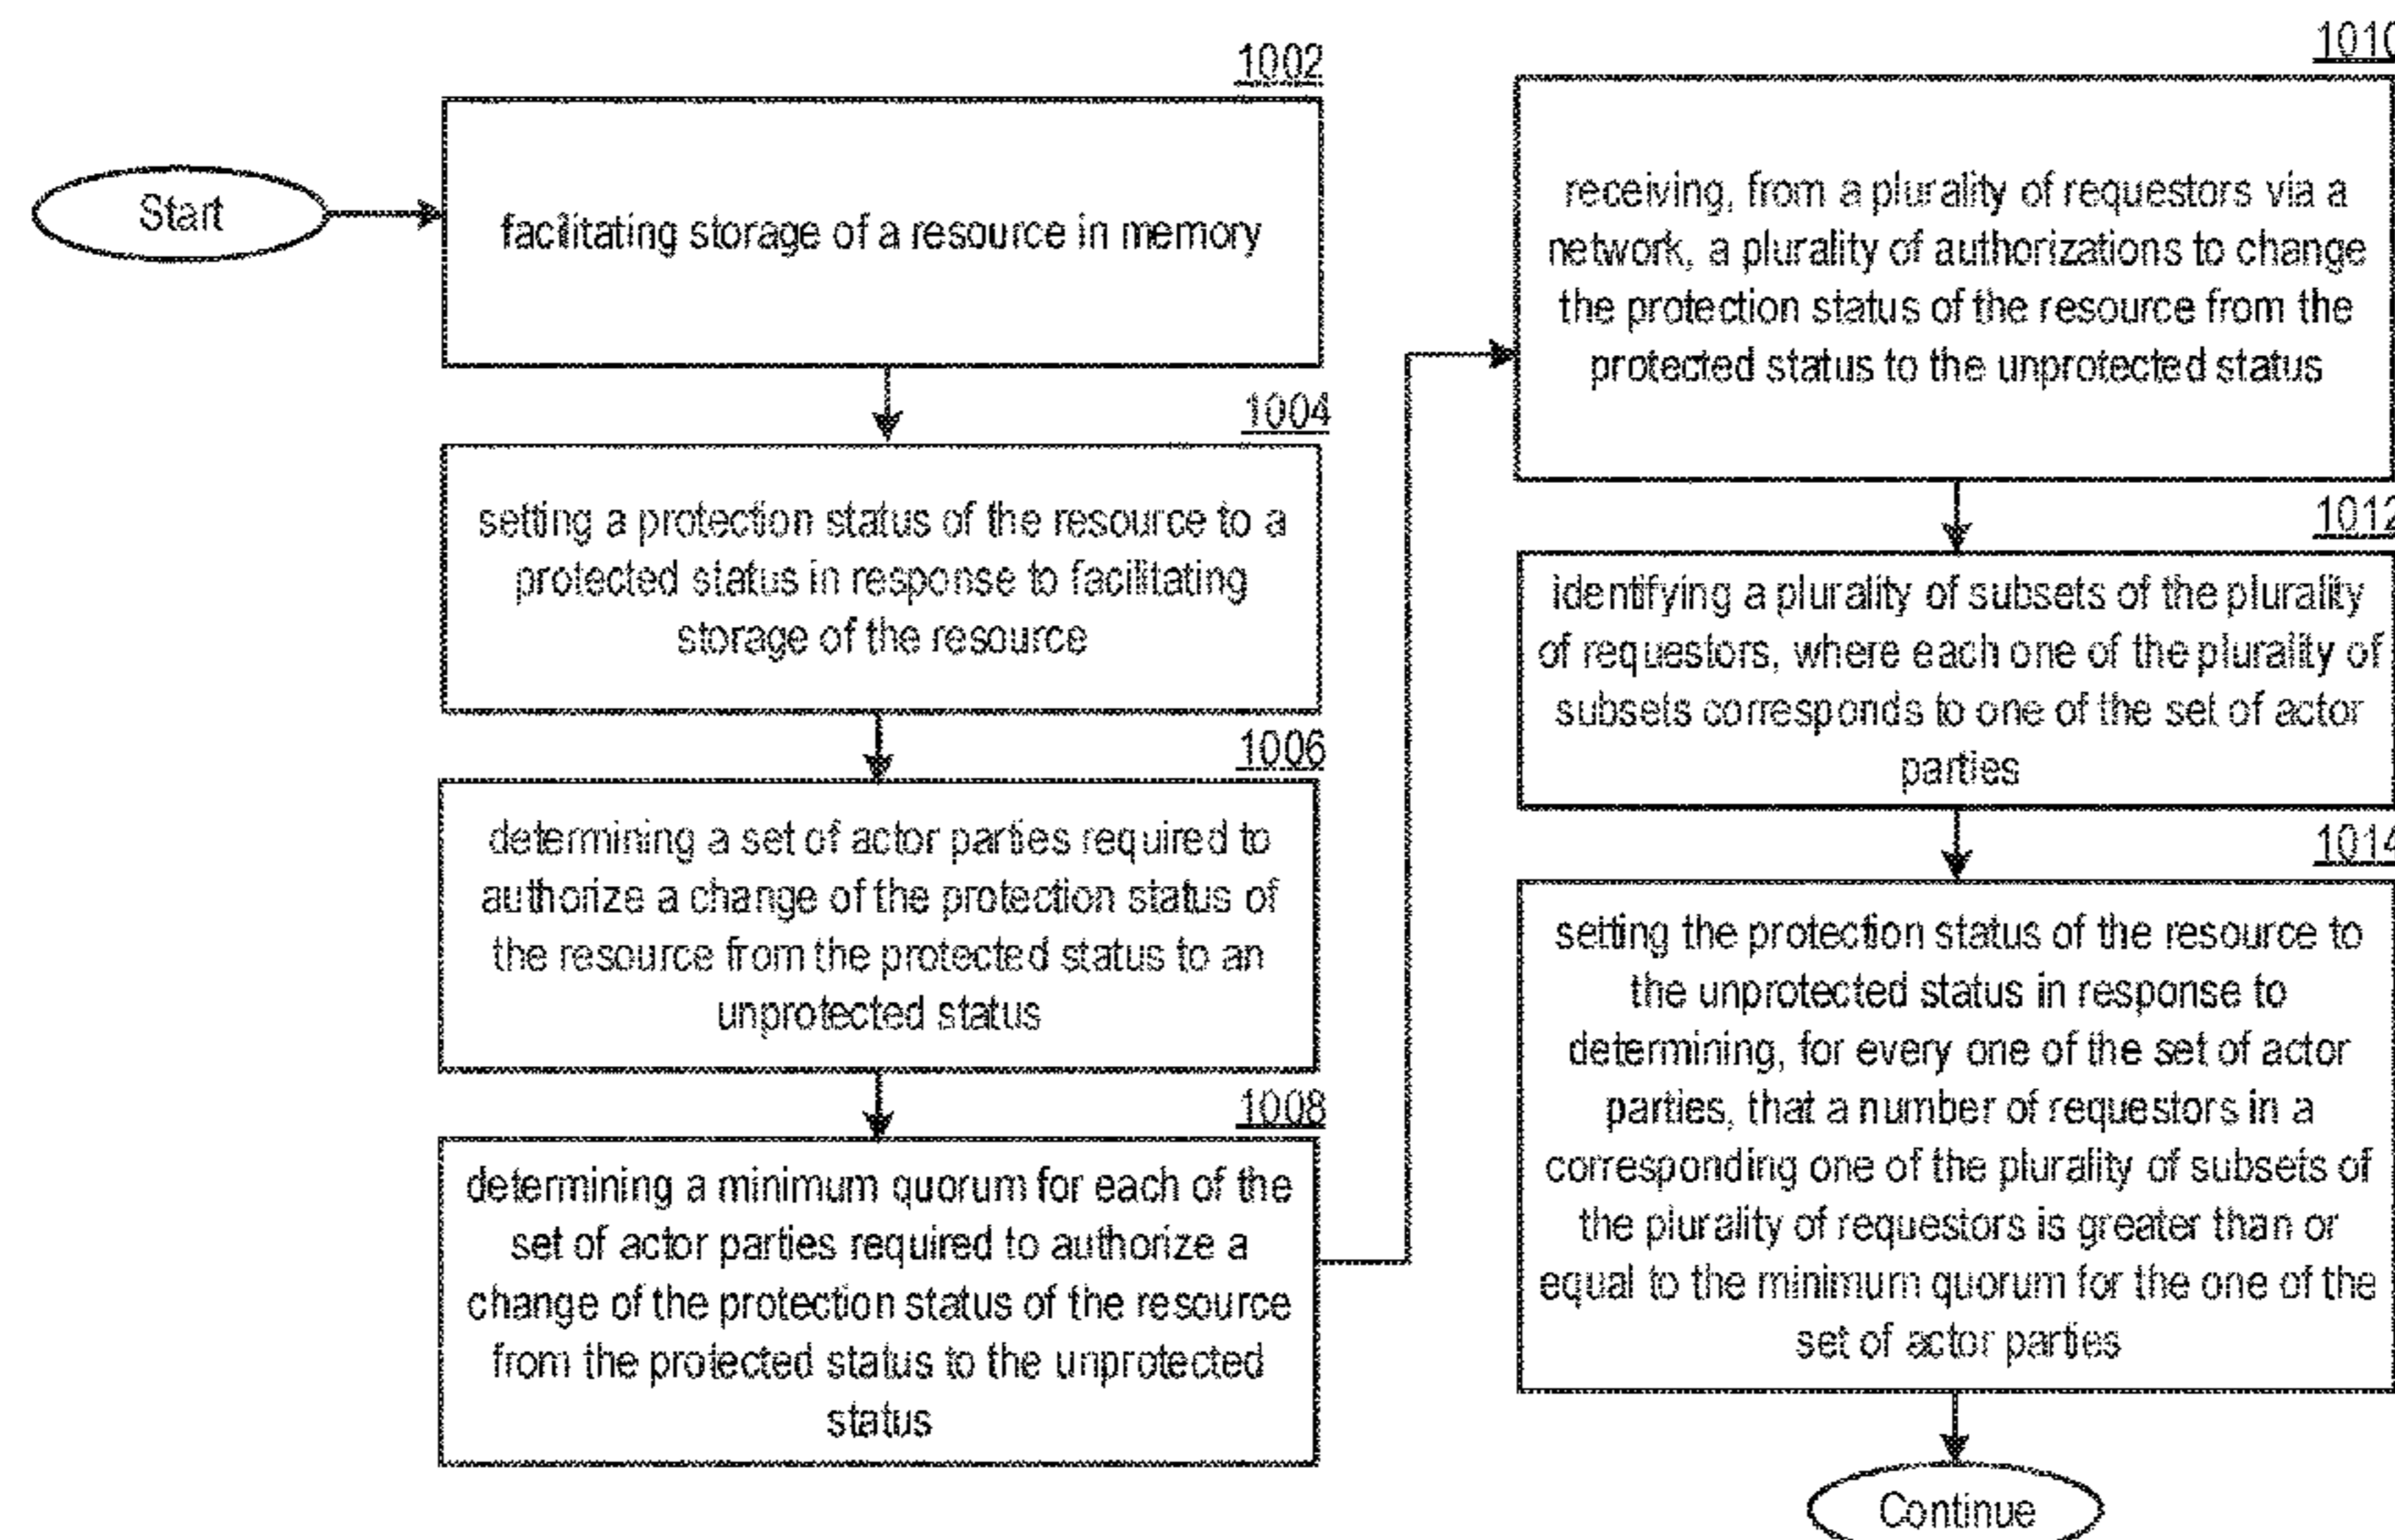 Start
1002
facilitating storage of a resource in memory
1004
setting a protection status of the resource to a
protected status in response to facilitating
storage of the resource
1006
determining a set of actor parties required to
authorize a change of the protection status of
the resource from the protected status to an
unprotected status
1008
determining a minimum quorum for each of the
set of actor parties required to authorize a
change of the protection status of the resource
from the protected status to the unprotected
status
1010
receiving, from a plurality of requestors via a
network, a plurality of authorizations to change
the protection status of the resource from the
protected status to the unprotected status
1012
identifying a plurality of subsets of the plurality
of requestors, where each one of the plurality of
subsets corresponds to one of the set of actor
parties
1014
setting the protection status of the resource to
the unprotected status in response to
determining, for every one of the set of actor
parties, that a number of requestors in a
corresponding one of the plurality of subsets of
the plurality of requestors is greater than or
equal to the minimum quorum for the one of the
set of actor parties
Continue